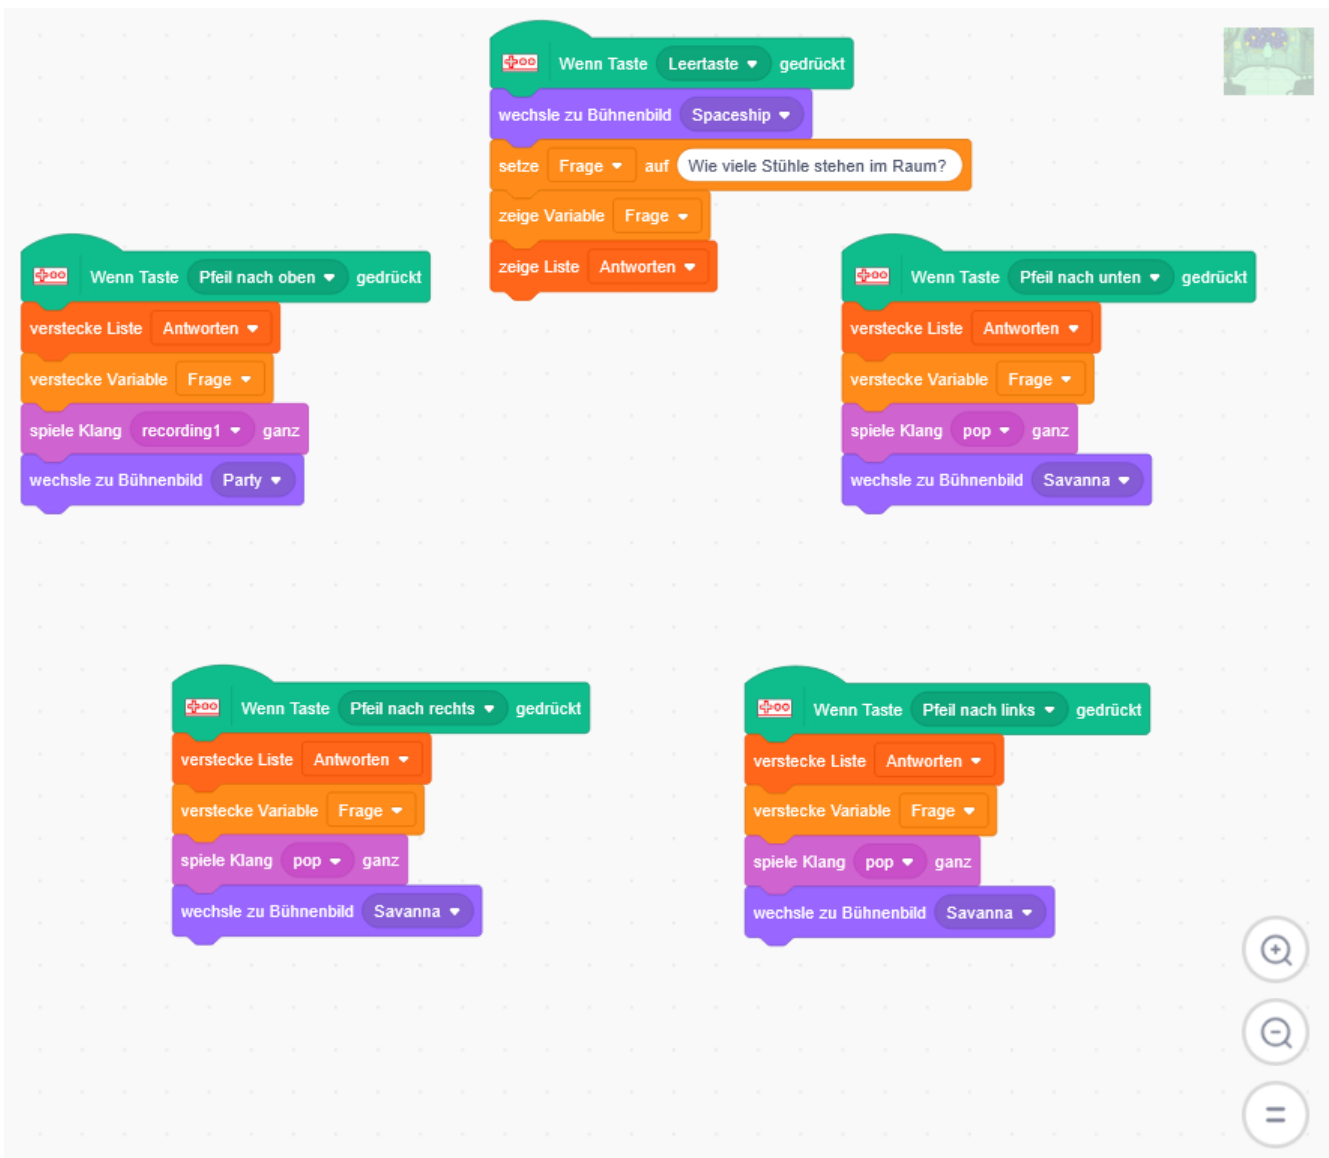 Wenn Taste Leertaste gedrückt
wechsle zu Bühnenbild Spaceship
setze Frage auf Wie viele Stühle stehen im Raum?
zeige Variable Frage
zeige Liste Antworten
Wenn Taste Pfeil nach oben gedrückt
verstecke Liste Antworten
verstecke Variable Frage
spiele Klang recording1 ganz
wechsle zu Bühnenbild Party
Wenn Taste Pfeil nach unten gedrückt
verstecke Liste Antworten
verstecke Variable Frage
spiele Klang pop ganz
wechsle zu Bühnenbild Savanna
Wenn Taste Pfeil nach rechts gedrückt
verstecke Liste Antworten
verstecke Variable Frage
spiele Klang pop ganz
wechsle zu Bühnenbild Savanna
Wenn Taste Pfeil nach links gedrückt
verstecke Liste Antworten
verstecke Variable Frage
spiele Klang pop ganz
wechsle zu Bühnenbild Savanna